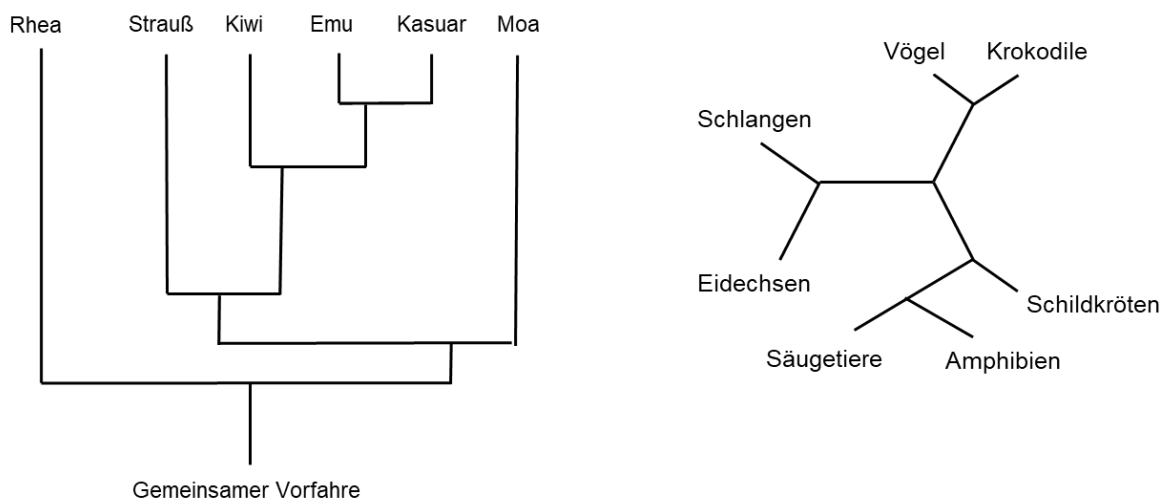 Rhea Strauß Kiwi Emu Kasuar Moa
Gemeinsamer Vorfahre
Vögel Krokodile
Schlangen
Eidechsen
Schildkröten
Säugetiere Amphibien